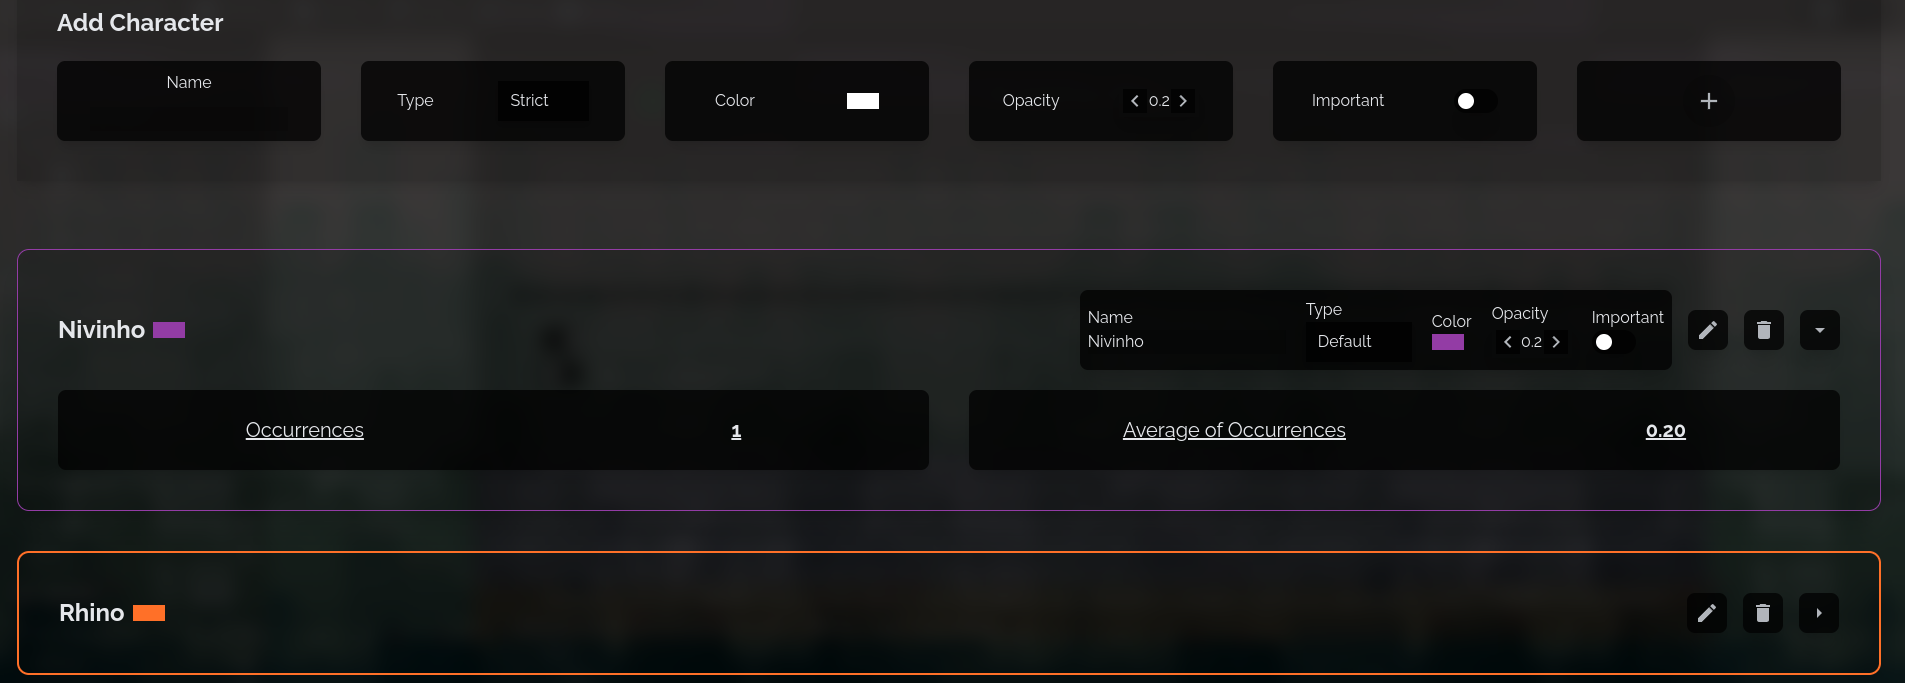 Add Character
Name
Type Strict
Color
Opacity 0.2
Important
Nivinho
Name
Nivinho
Type
Default
Color
Opacity
0.2
Important
Occurrences 1
Average of Occurrences 0.20
Rhino